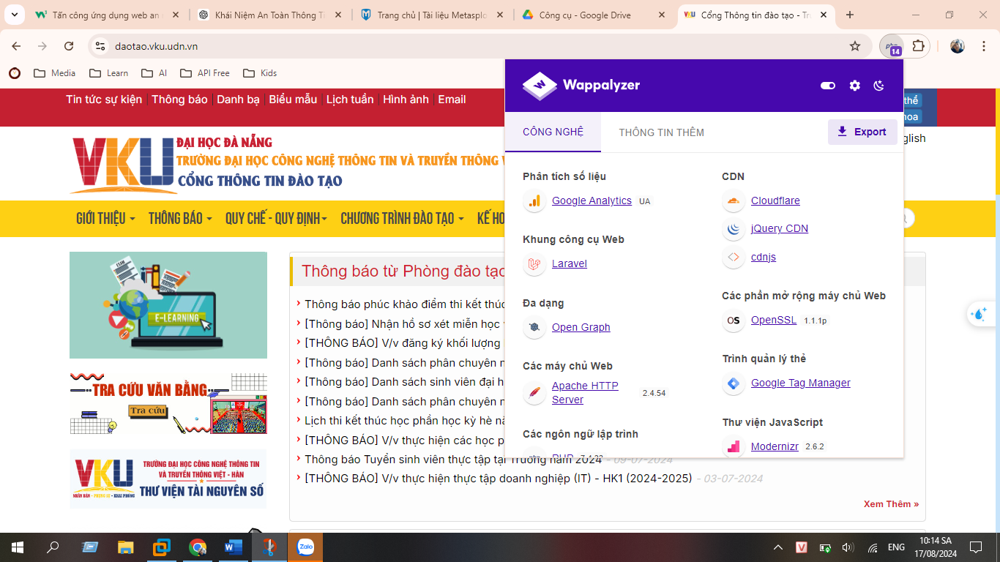 Tấn công ứng dụng web an
Khái Niệm An Toàn Thông Ti
Trang chủ | Tài liệu Metasplo
Công cụ - Google Drive
Cổng Thông tin đào tạo - Tr
daotao.vku.udn.vn
php
14
Media
Learn
AI
API Free
Kids
Tin tức sự kiện | Thông báo | Danh bạ | Biểu mẫu | Lịch tuần | Hình ảnh | Email
thể
hoa
glish
VKU
ĐẠI HỌC ĐÀ NẴNG
TRƯỜNG ĐẠI HỌC CÔNG NGHỆ THÔNG TIN VÀ TRUYỀN THÔNG
CỔNG THÔNG TIN ĐÀO TẠO
GIỚI THIỆU
THÔNG BÁO
QUY CHẾ - QUY ĐỊNH
CHƯƠNG TRÌNH ĐÀO TẠO
KẾ HO
Wappalyzer
CÔNG NGHỆ
THÔNG TIN THÊM
Export
Phân tích số liệu
Google Analytics UA
Khung công cụ Web
Laravel
Đa dạng
Open Graph
Các máy chủ Web
Apache HTTP
Server
2.4.54
Các ngôn ngữ lập trình
CDN
Cloudflare
jQuery CDN
cdnjs
Các phần mở rộng máy chủ Web
OS
OpenSSL 1.1.1p
Trình quản lý thẻ
Google Tag Manager
Thư viện JavaScript
Modernizr 2.6.2
EXAM
E-LEARNING
TRA CỨU VĂN BẰNG
Tra cứu
VKU
NHÂN BẢN - PHỤNG SỰ - KHAI PHÓNG
TRƯỜNG ĐẠI HỌC CÔNG NGHỆ THÔNG TIN
VÀ TRUYỀN THÔNG VIỆT - HÀN
THƯ VIỆN TÀI NGUYÊN SỐ
Thông báo từ Phòng đào tạo
Thông báo phúc khảo điểm thi kết thúc
[Thông báo] Nhận hồ sơ xét miễn học
[THÔNG BÁO] V/v đăng ký khối lượng
[Thông báo] Danh sách phân chuyên n
[Thông báo] Danh sách sinh viên đại h
[Thông báo] Danh sách phân chuyên n
Lịch thi kết thúc học phần học kỳ hè nă
[THÔNG BÁO] V/v thực hiện các học p
Thông báo Tuyển sinh viên thực tập tại Trường năm 2024 - 09-07-2024
[THÔNG BÁO] V/v thực hiện thực tập doanh nghiệp (IT) - HK1 (2024-2025) - 03-07-2024
Xem Thêm »
Zalo
V
ENG
10:14 SA
17/08/2024